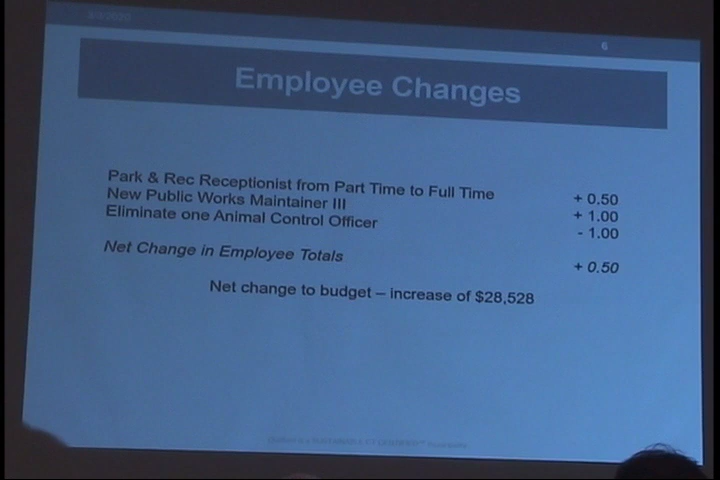 6
Employee Changes
Park & Rec Receptionist from Part Time to Full Time + 0.50
New Public Works Maintainer III + 1.00
Eliminate one Animal Control Officer - 1.00
Net Change in Employee Totals + 0.50
Net change to budget – increase of $28,528